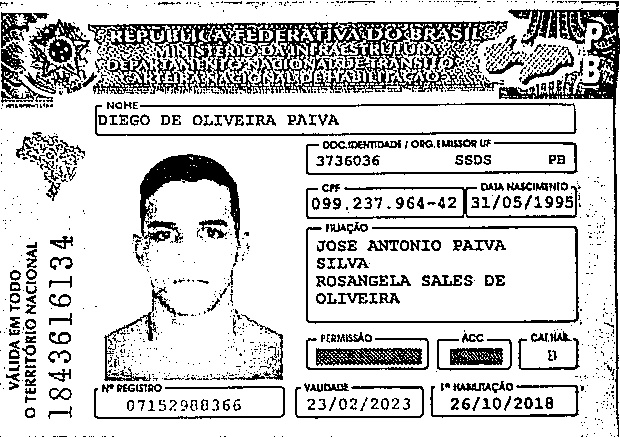 REPÚBLICA FEDERATIVA DO BRASIL
MINISTÉRIO DA INFRAESTRUTURA
DEPARTAMENTO NACIONAL DE TRÂNSITO
CARTEIRA NACIONAL DE HABILITAÇÃO
PB
NOME
DIEGO DE OLIVEIRA PAIVA
DOC. IDENTIDADE / ORG. EMISSOR UF
3736036 SSDS PB
CPF DATA NASCIMENTO
099.237.964-42 31/05/1995
FILIAÇÃO
JOSE ANTONIO PAIVA
SILVA
ROSANGELA SALES DE
OLIVEIRA
PERMISSÃO ACC CAT. HAB.
B
Nº REGISTRO VALIDADE 1ª HABILITAÇÃO
07152988366 23/02/2023 26/10/2018
VÁLIDA EM TODO
O TERRITÓRIO NACIONAL
1843616134